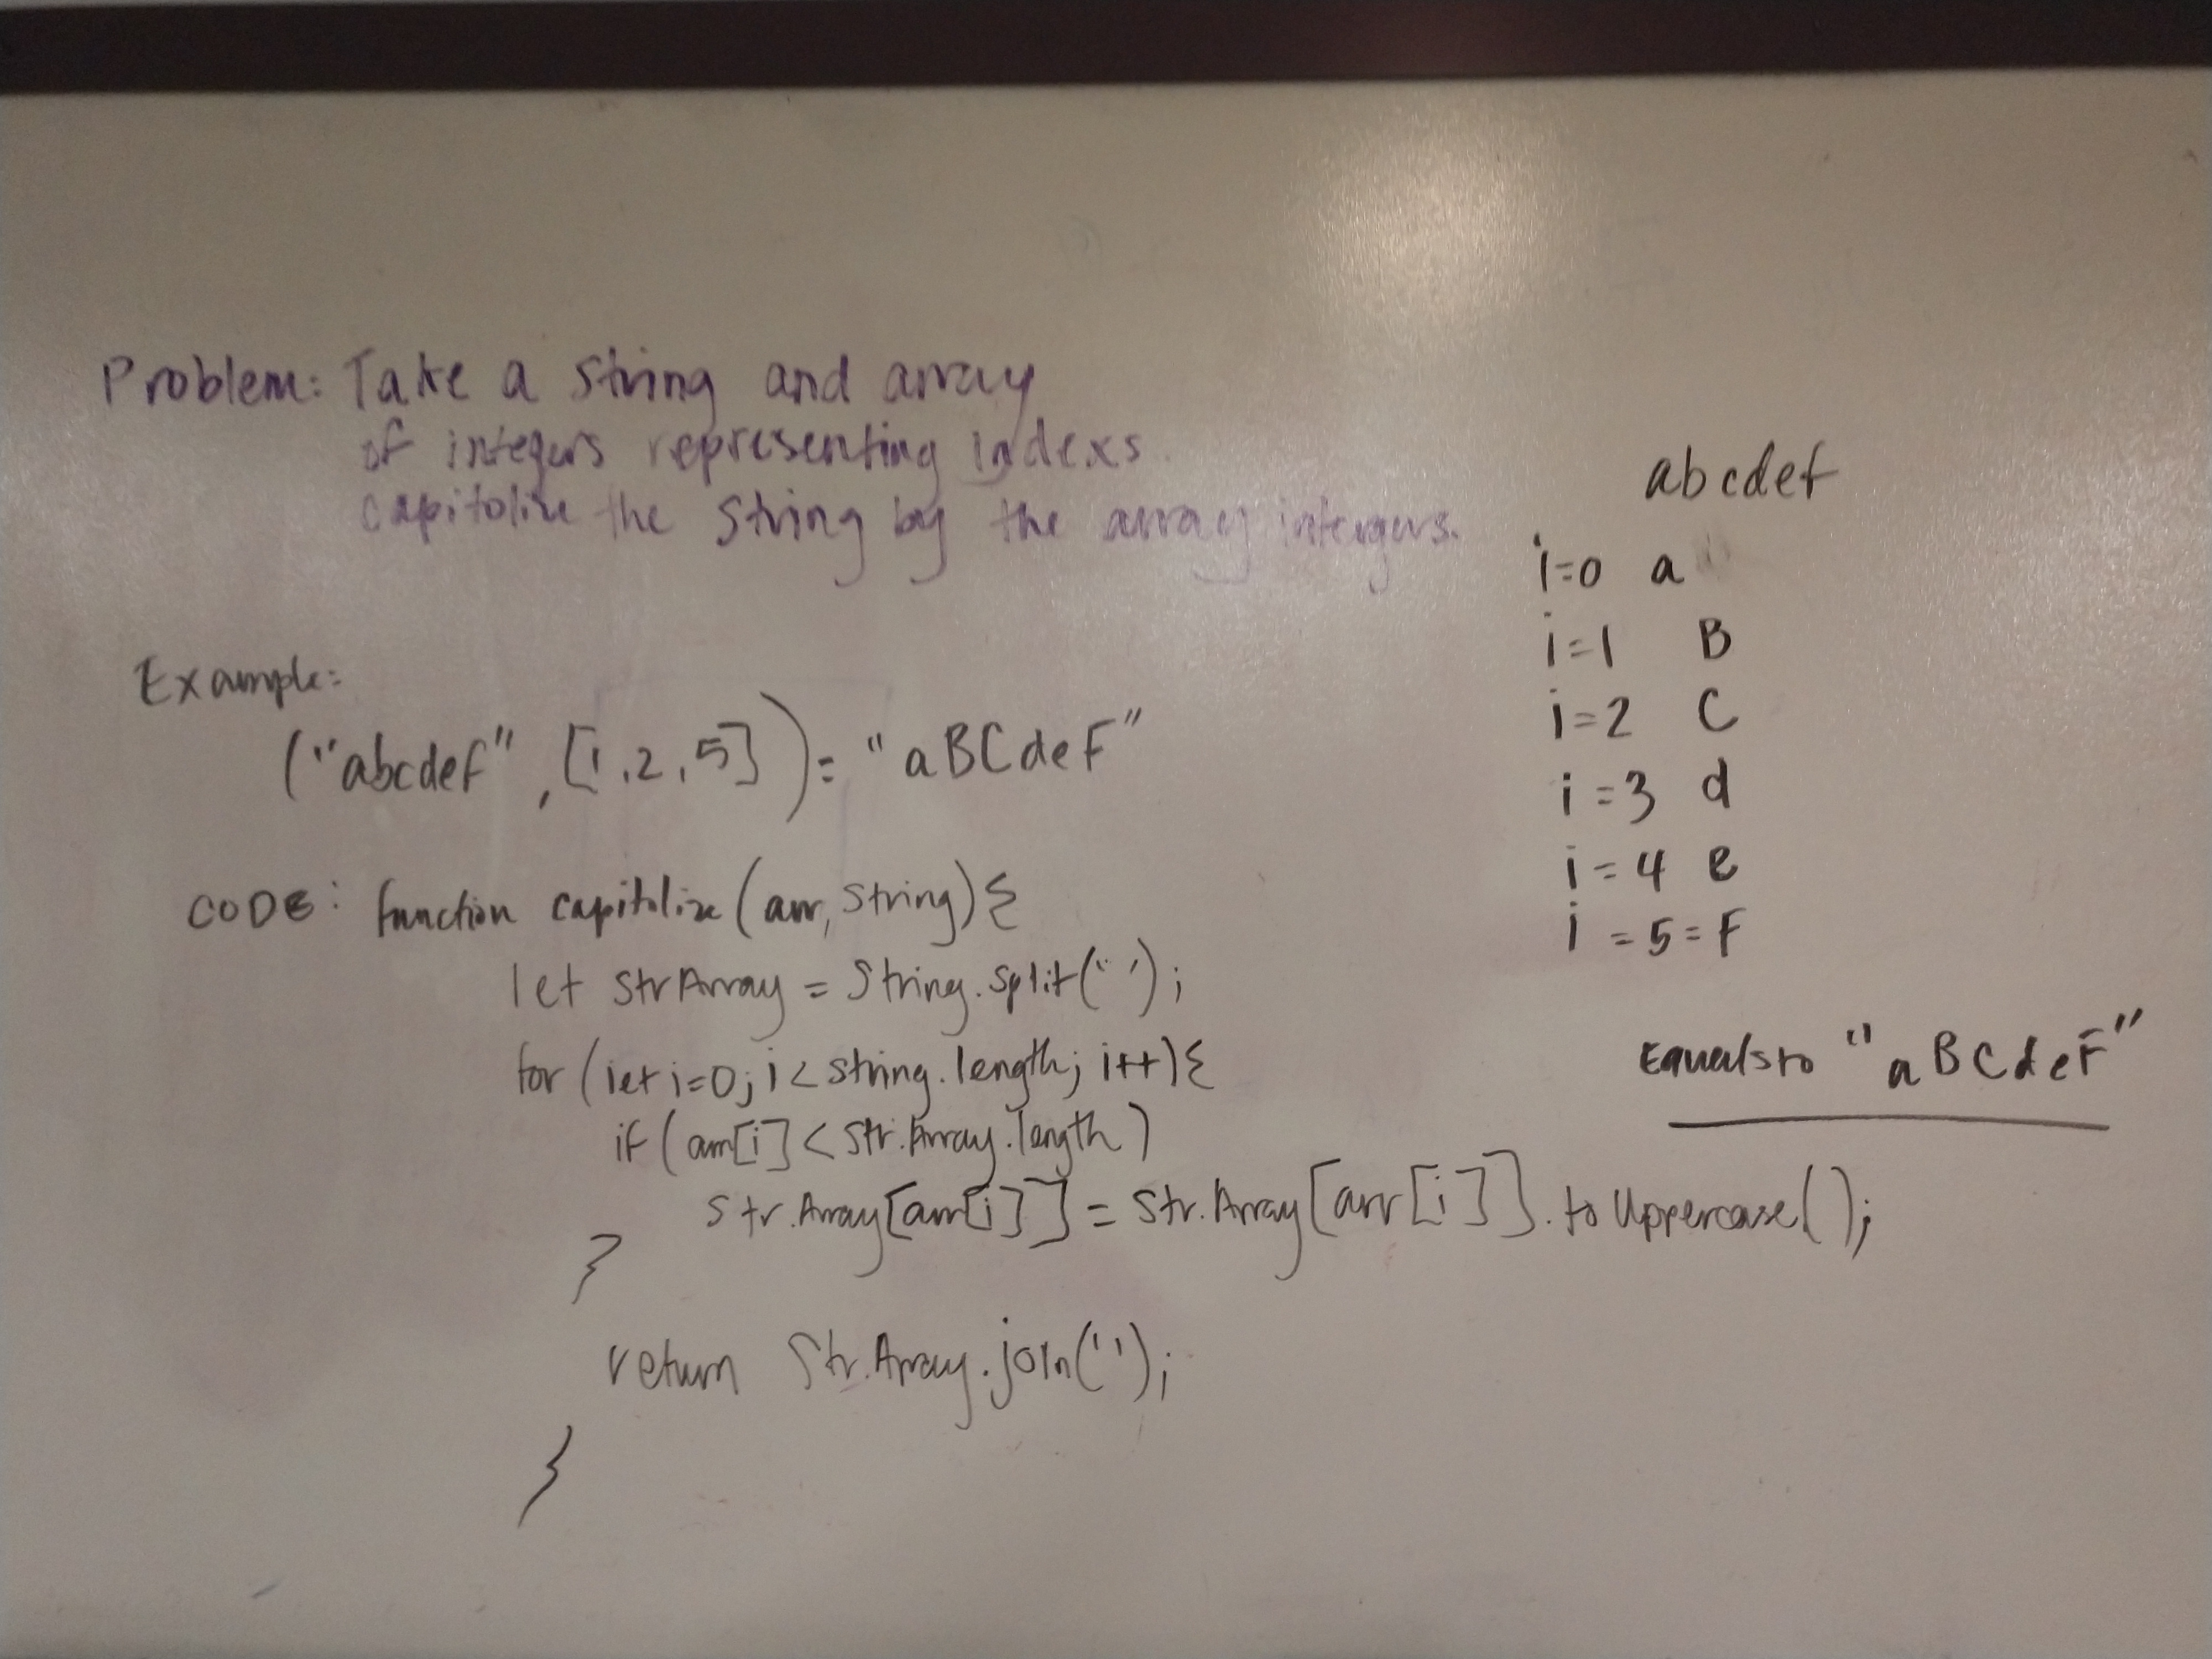 Problem: Take a string and array
of integers representing indexs.
capitolize the string by the array intergers.
Example:
("abcdef", [1,2,5]) = "aBCdeF"
CODE: function capitolize (arr, string) {
let strArray = string.split('');
for (let i=0; i < string.length; i++) {
if (arr[i] < Str.Array.length)
Str.Array[arr[i]] = Str.Array[arr[i]].toUppercase();
}
return Str.Array.join('');
}
abcdef
i=0 a
i=1 B
i=2 C
i=3 d
i=4 e
i=5=F
Equals to "aBCdeF"